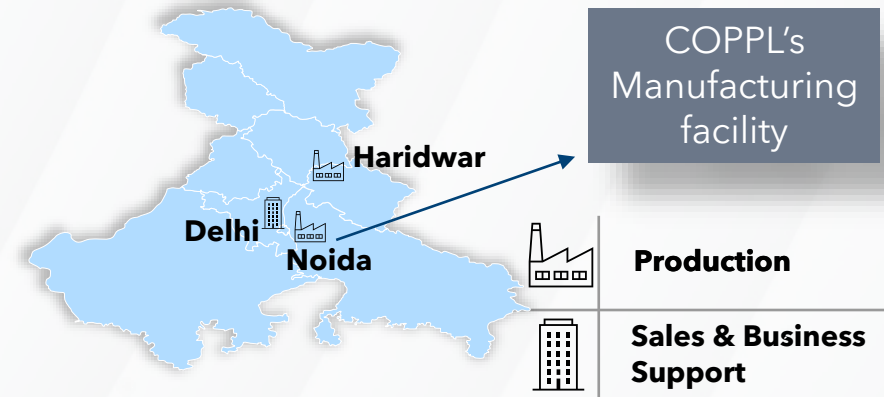 COPPL's
Manufacturing
facility
Haridwar
Delhi
Noida
Production
Sales & Business
Support